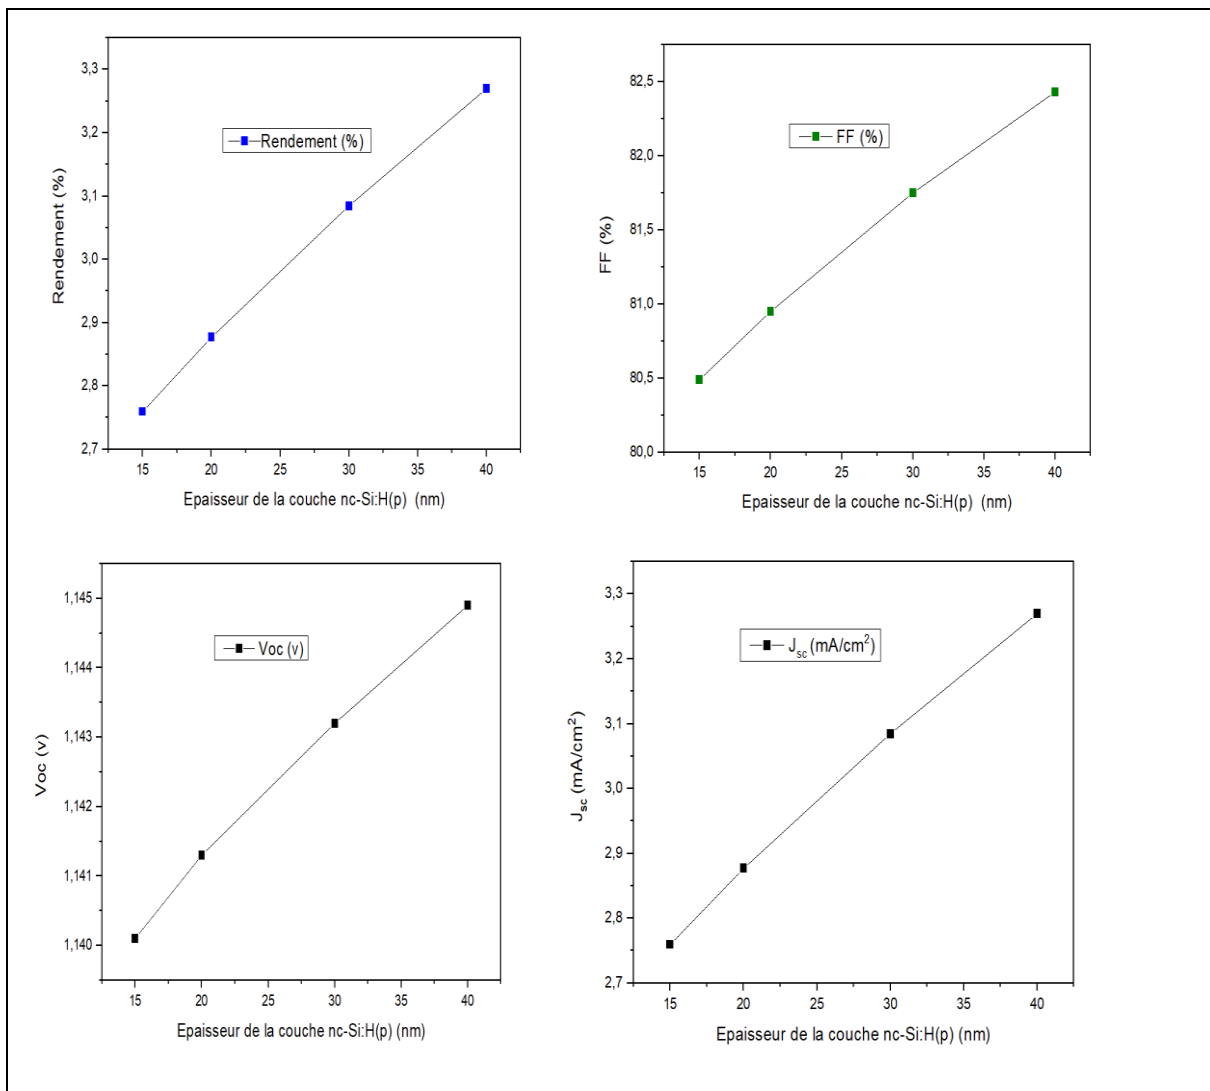 3,3
3,2
3,1
3,0
2,9
2,8
2,7
Rendement (%)
Rendement (%)
15 20 25 30 35 40
Epaisseur de la couche nc-Si:H(p) (nm)
82,5
82,0
81,5
81,0
80,5
80,0
FF (%)
FF (%)
15 20 25 30 35 40
Epaisseur de la couche nc-Si:H(p) (nm)
1,145
1,144
1,143
1,142
1,141
1,140
Voc (v)
Voc (v)
15 20 25 30 35 40
Epaisseur de la couche nc-Si:H(p) (nm)
3,3
3,2
3,1
3,0
2,9
2,8
2,7
Jsc (mA/cm²)
Jsc (mA/cm²)
15 20 25 30 35 40
Epaisseur de la couche nc-Si:H(p) (nm)